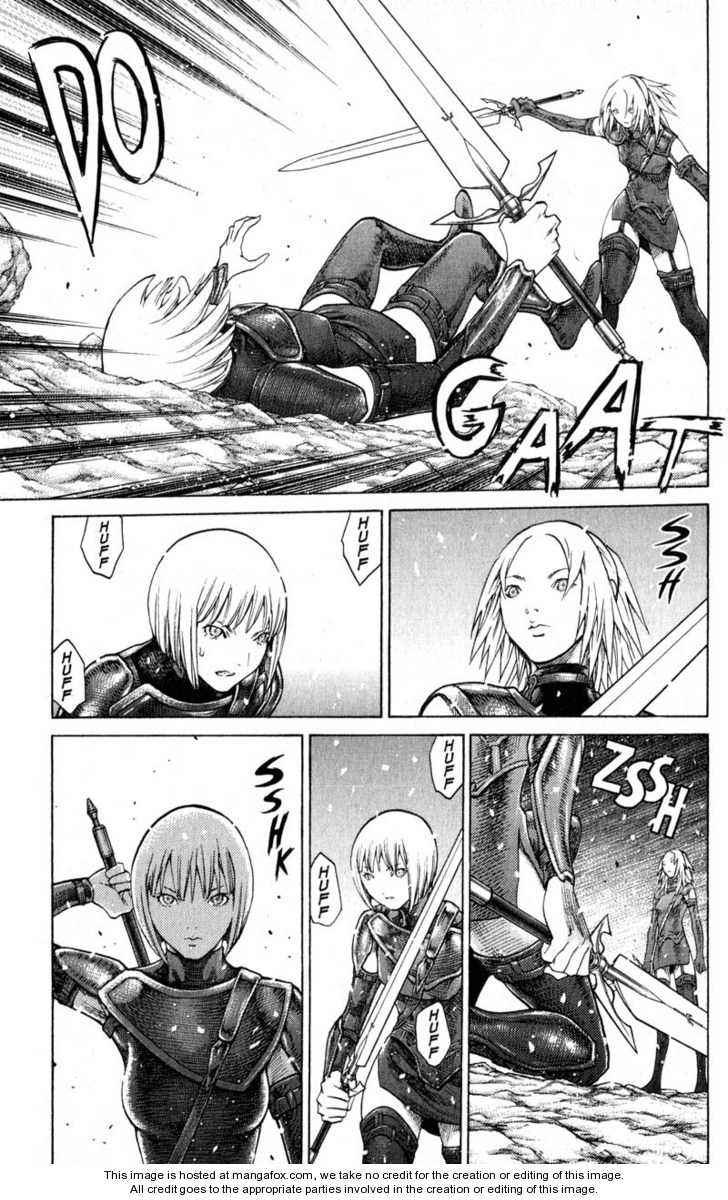 DO
GAAT
SSH
HUFF
HUFF
HUFF
ZSSH
HUFF
HUFF
HUFF
SSHK
This image is hosted at mangafox.com, we take no credit for the creation or editing of this image.
All credit goes to the appropriate parties involved in the creation or editing of this image.